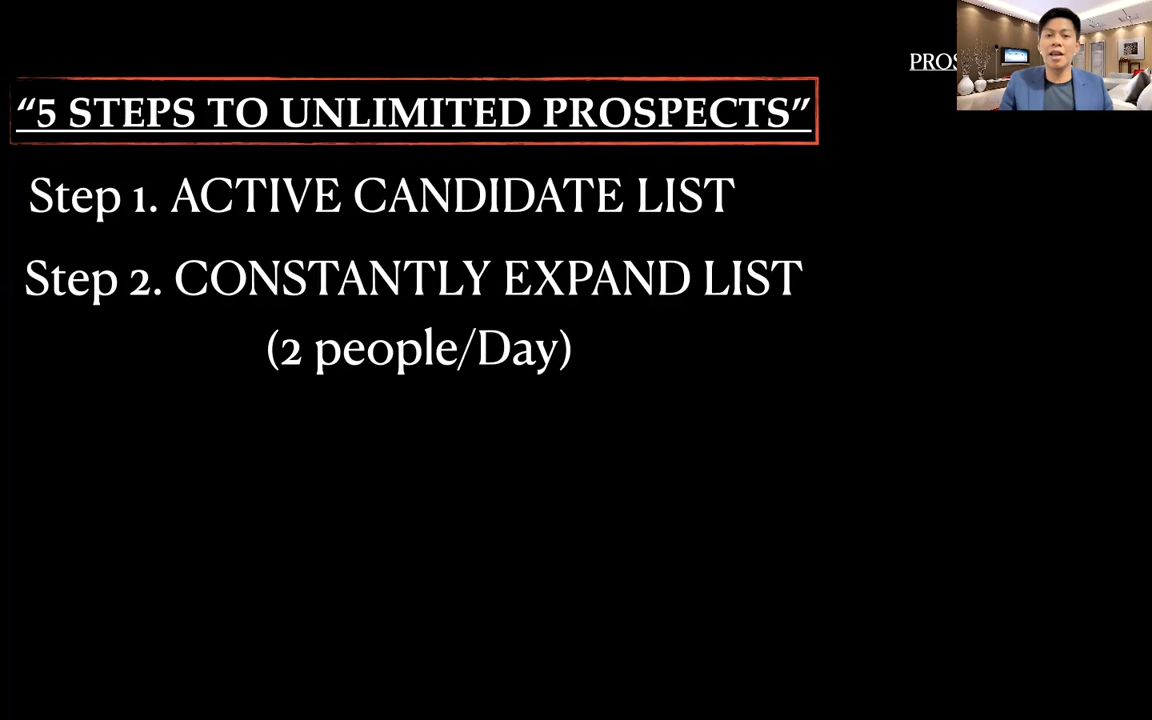 “5 STEPS TO UNLIMITED PROSPECTS”
Step 1. ACTIVE CANDIDATE LIST
Step 2. CONSTANTLY EXPAND LIST
(2 people/Day)